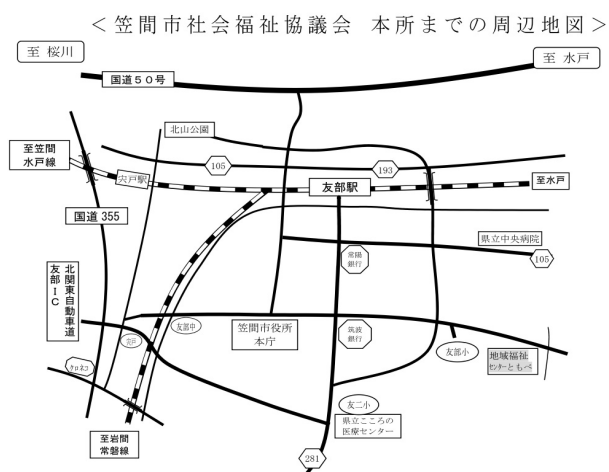 ＜笠間市社会福祉協議会 本所までの周辺地図＞
至 桜川
至 水戸
国道５０号
北山公園
至笠間
水戸線
宍戸駅
105
193
友部駅
至水戸
国道 355
県立中央病院
105
常陽
銀行
北関東自動車道
友部ＩＣ
宍戸
友部中
笠間市役所
本庁
筑波
銀行
友部小
地域福祉
センターともべ
クロネコ
友二小
県立こころの
医療センター
至岩間
常磐線
281